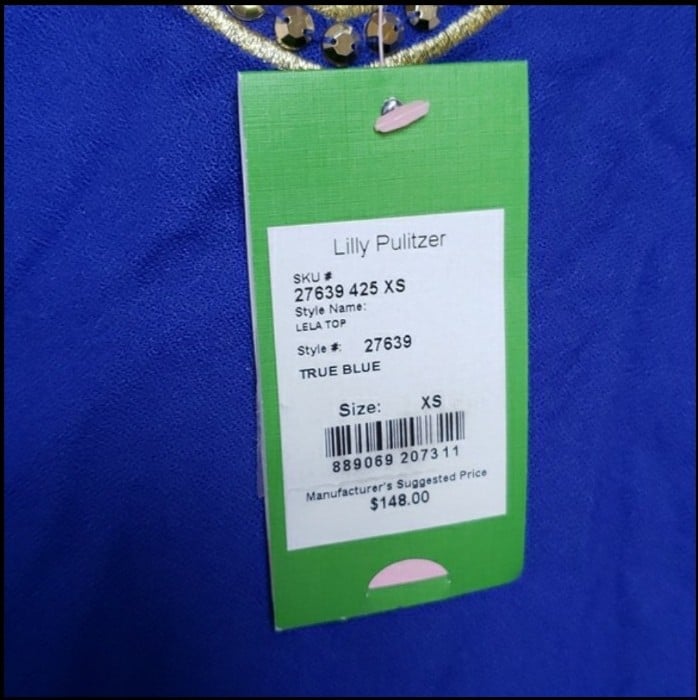 Lilly Pulitzer
SKU #
27639 425 XS
Style Name:
LELA TOP
Style #: 27639
TRUE BLUE
Size: XS
889069 207311
Manufacturer's Suggested Price
$148.00